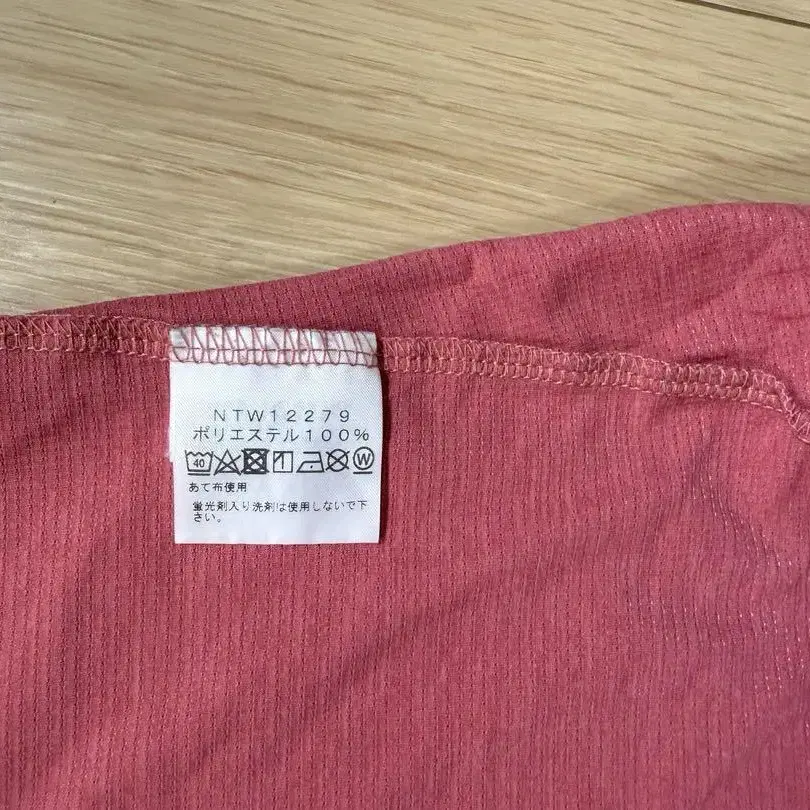 NTW12279
ポリエステル100%
40 W
あて布使用
蛍光剤入り洗剤は使用しないで下
さい。